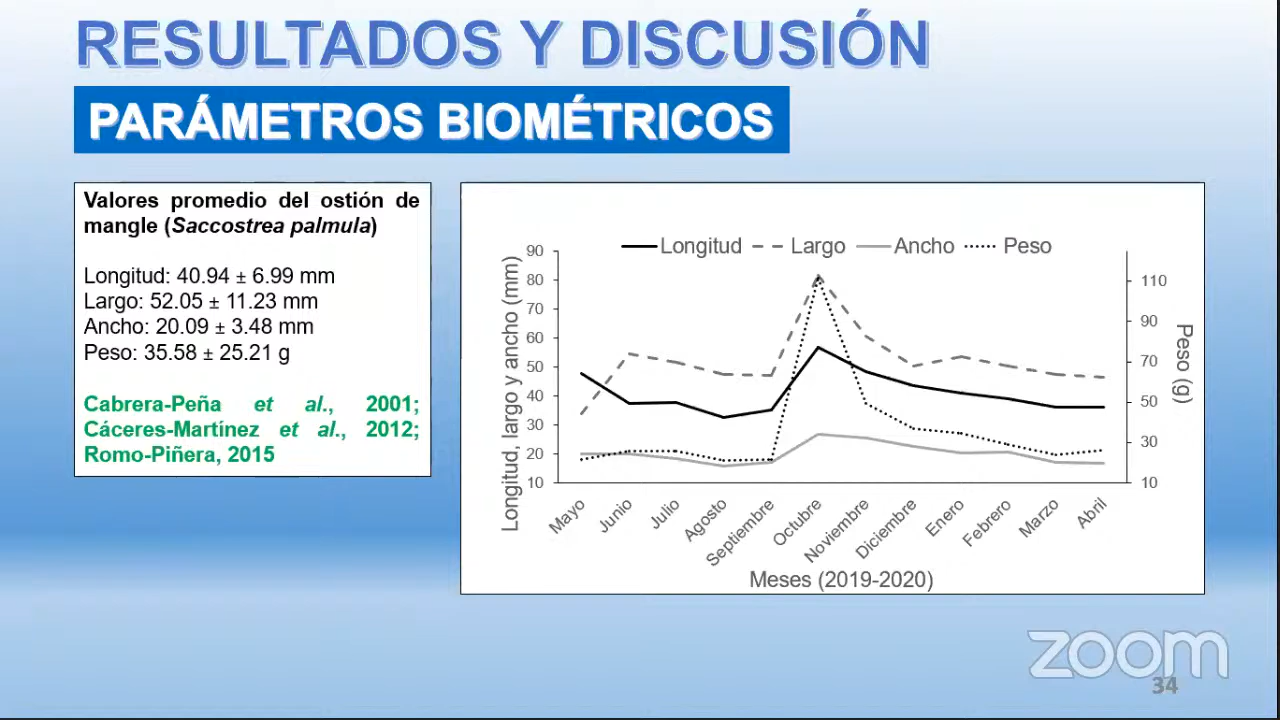 RESULTADOS Y DISCUSIÓN
PARÁMETROS BIOMÉTRICOS
Valores promedio del ostión de
mangle (Saccostrea palmula)
Longitud: 40.94 ± 6.99 mm
Largo: 52.05 ± 11.23 mm
Ancho: 20.09 ± 3.48 mm
Peso: 35.58 ± 25.21 g
Cabrera-Peña et al., 2001;
Cáceres-Martínez et al., 2012;
Romo-Piñera, 2015
Longitud Largo Ancho Peso
Longitud, largo y ancho (mm)
90
80
70
60
50
40
30
20
10
110
90
70
50
30
10
Peso (g)
Mayo
Junio
Julio
Agosto
Septiembre
Octubre
Noviembre
Diciembre
Enero
Febrero
Marzo
Abril
Meses (2019-2020)
zoom
34